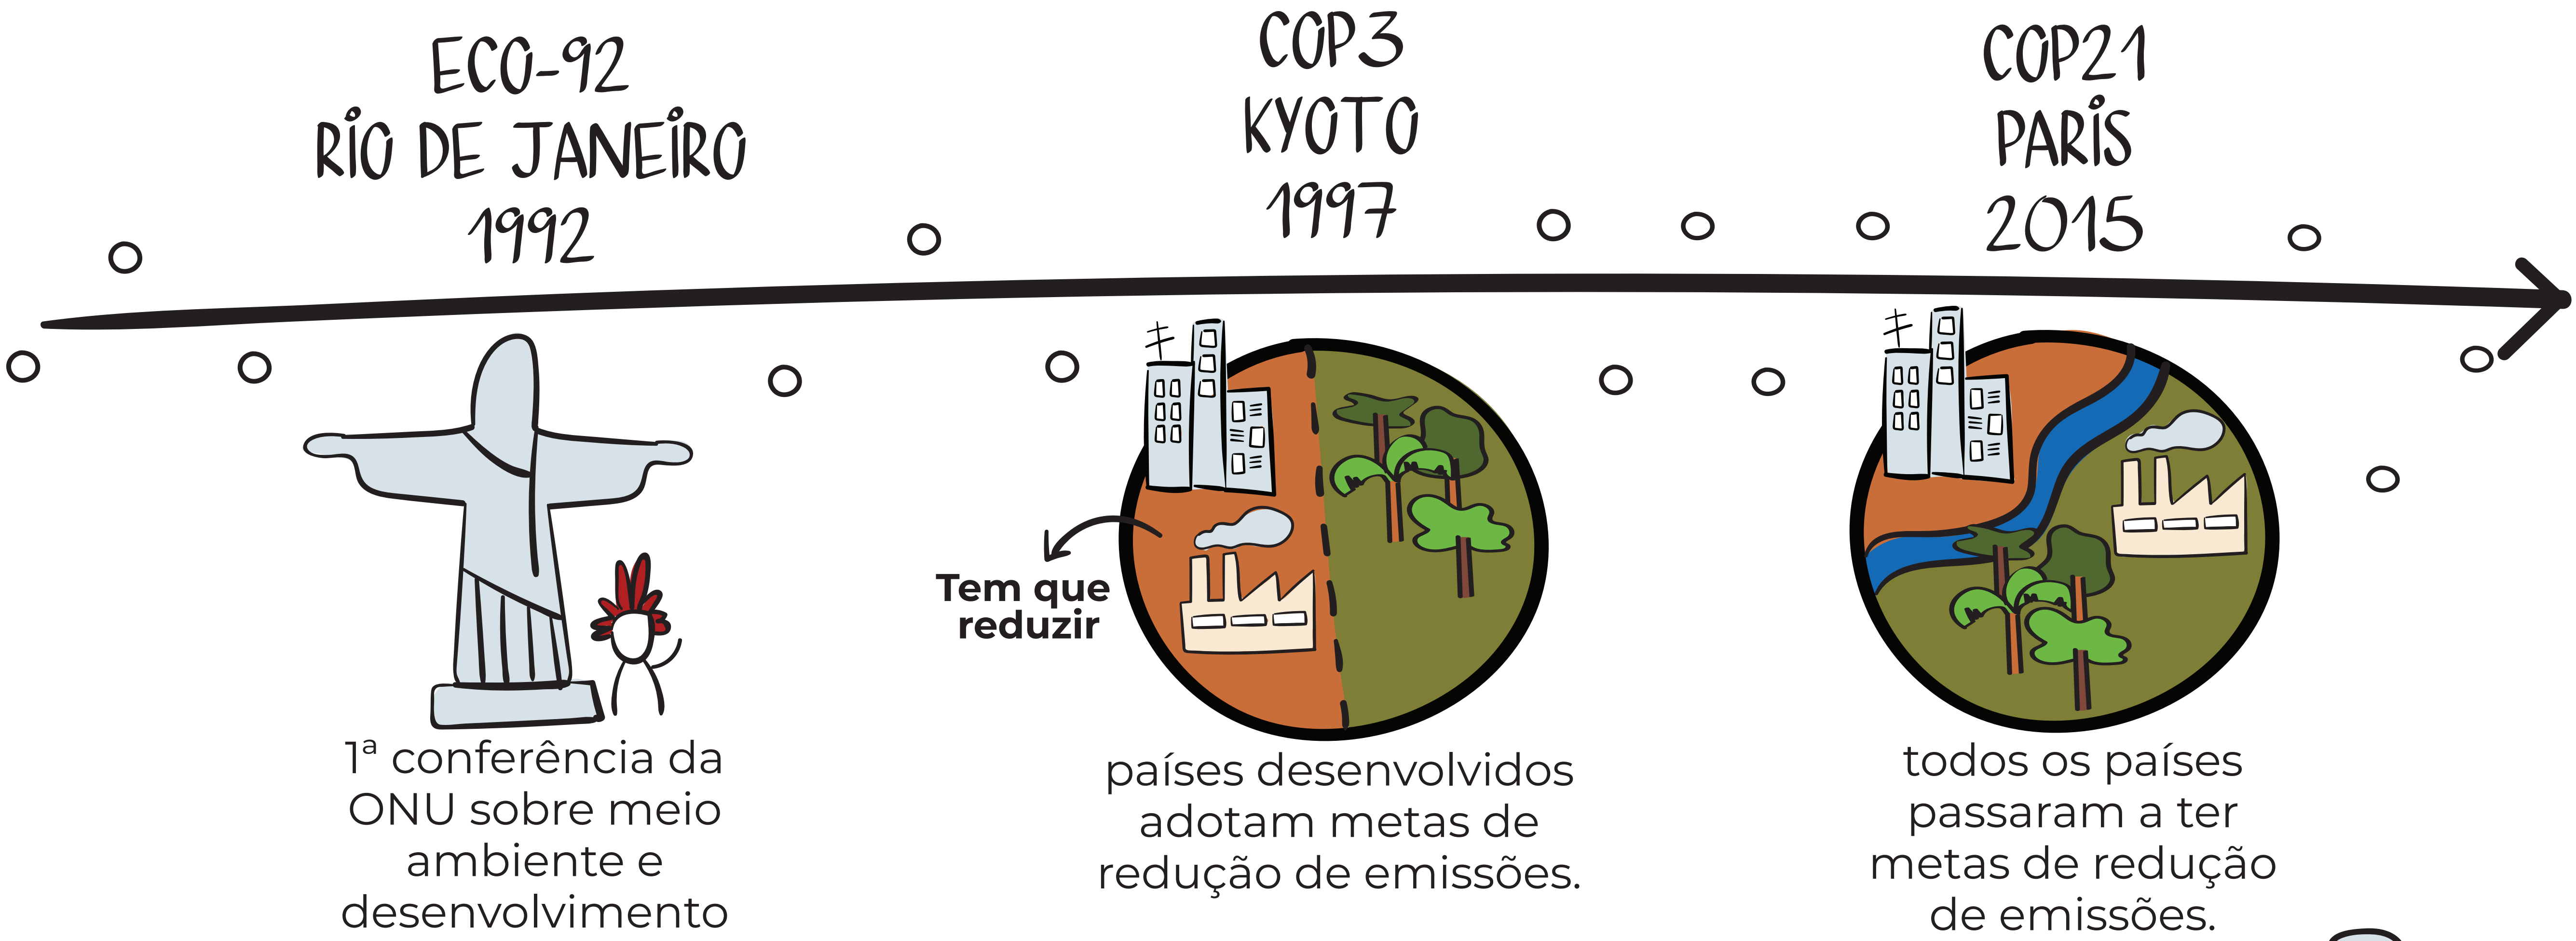 ECO-92
RIO DE JANEIRO
1992
1ª conferência da
ONU sobre meio
ambiente e
desenvolvimento
COP3
KYOTO
1997
Tem que
reduzir
países desenvolvidos
adotam metas de
redução de emissões.
COP21
PARIS
2015
todos os países
passaram a ter
metas de redução
de emissões.